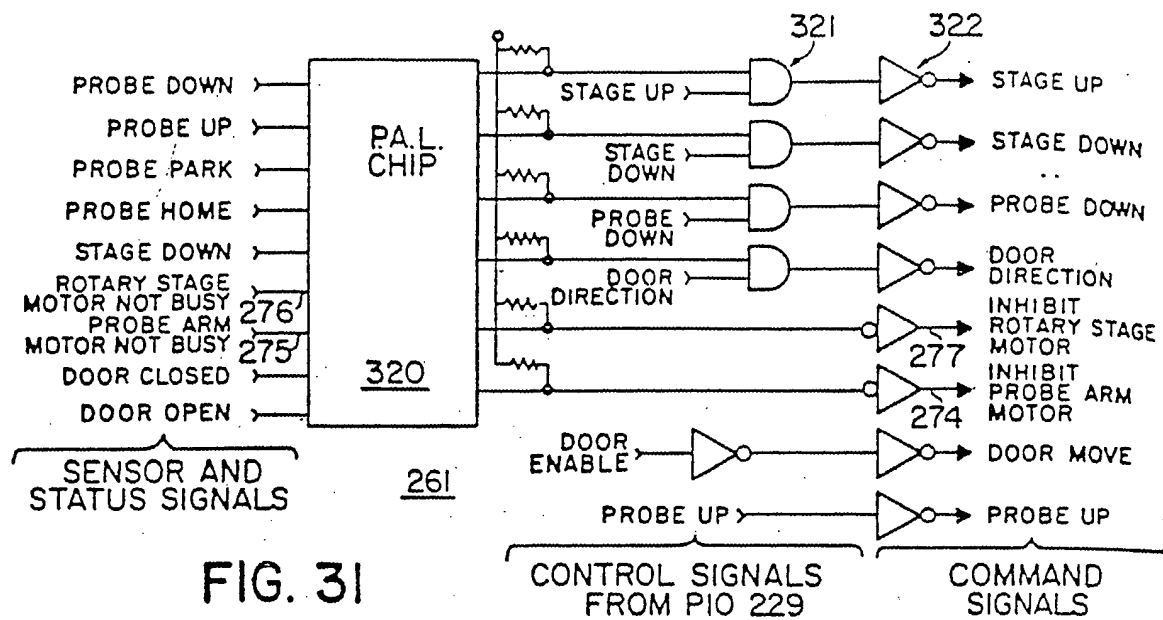 PROBE DOWN
PROBE UP
PROBE PARK
PROBE HOME
STAGE DOWN
ROTARY STAGE
MOTOR NOT BUSY
276
PROBE ARM
MOTOR NOT BUSY
275
DOOR CLOSED
DOOR OPEN
SENSOR AND
STATUS SIGNALS
P.A.L.
CHIP
320
261
STAGE UP
STAGE
DOWN
PROBE
DOWN
DOOR
DIRECTION
321
322
STAGE UP
STAGE DOWN
PROBE DOWN
DOOR
DIRECTION
INHIBIT
ROTARY STAGE
MOTOR
277
INHIBIT
PROBE ARM
MOTOR
274
DOOR
ENABLE
DOOR MOVE
PROBE UP
PROBE UP
CONTROL SIGNALS
FROM PIO 229
COMMAND
SIGNALS
FIG. 31